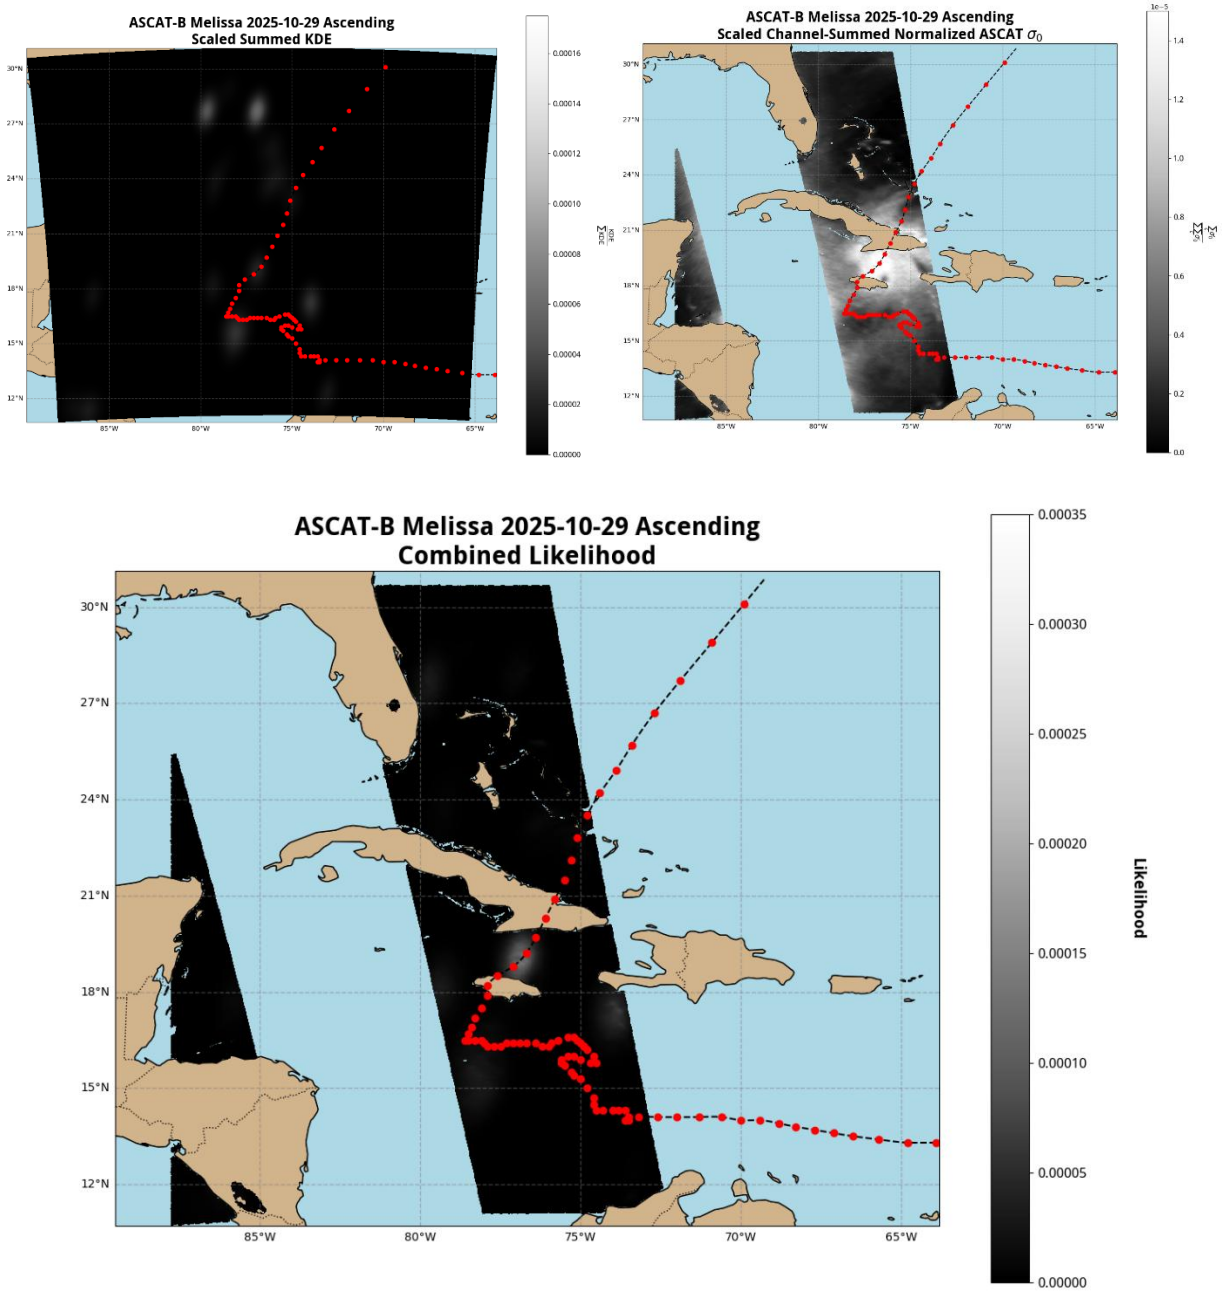 ASCAT-B Melissa 2025-10-29 Ascending
Scaled Summed KDE
30°N
27°N
24°N
21°N
18°N
15°N
12°N
85°W
80°W
75°W
70°W
65°W
0.00016
0.00014
0.00012
0.00010
0.00008
0.00006
0.00004
0.00002
0.00000
KDE
∑KDE
ASCAT-B Melissa 2025-10-29 Ascending
Scaled Channel-Summed Normalized ASCAT σ₀
30°N
27°N
24°N
21°N
18°N
15°N
12°N
85°W
80°W
75°W
70°W
65°W
1e−5
1.4
1.2
1.0
0.8
0.6
0.4
0.2
0.0
ASCAT-B Melissa 2025-10-29 Ascending
Combined Likelihood
30°N
27°N
24°N
21°N
18°N
15°N
12°N
85°W
80°W
75°W
70°W
65°W
0.00035
0.00030
0.00025
0.00020
0.00015
0.00010
0.00005
0.00000
Likelihood